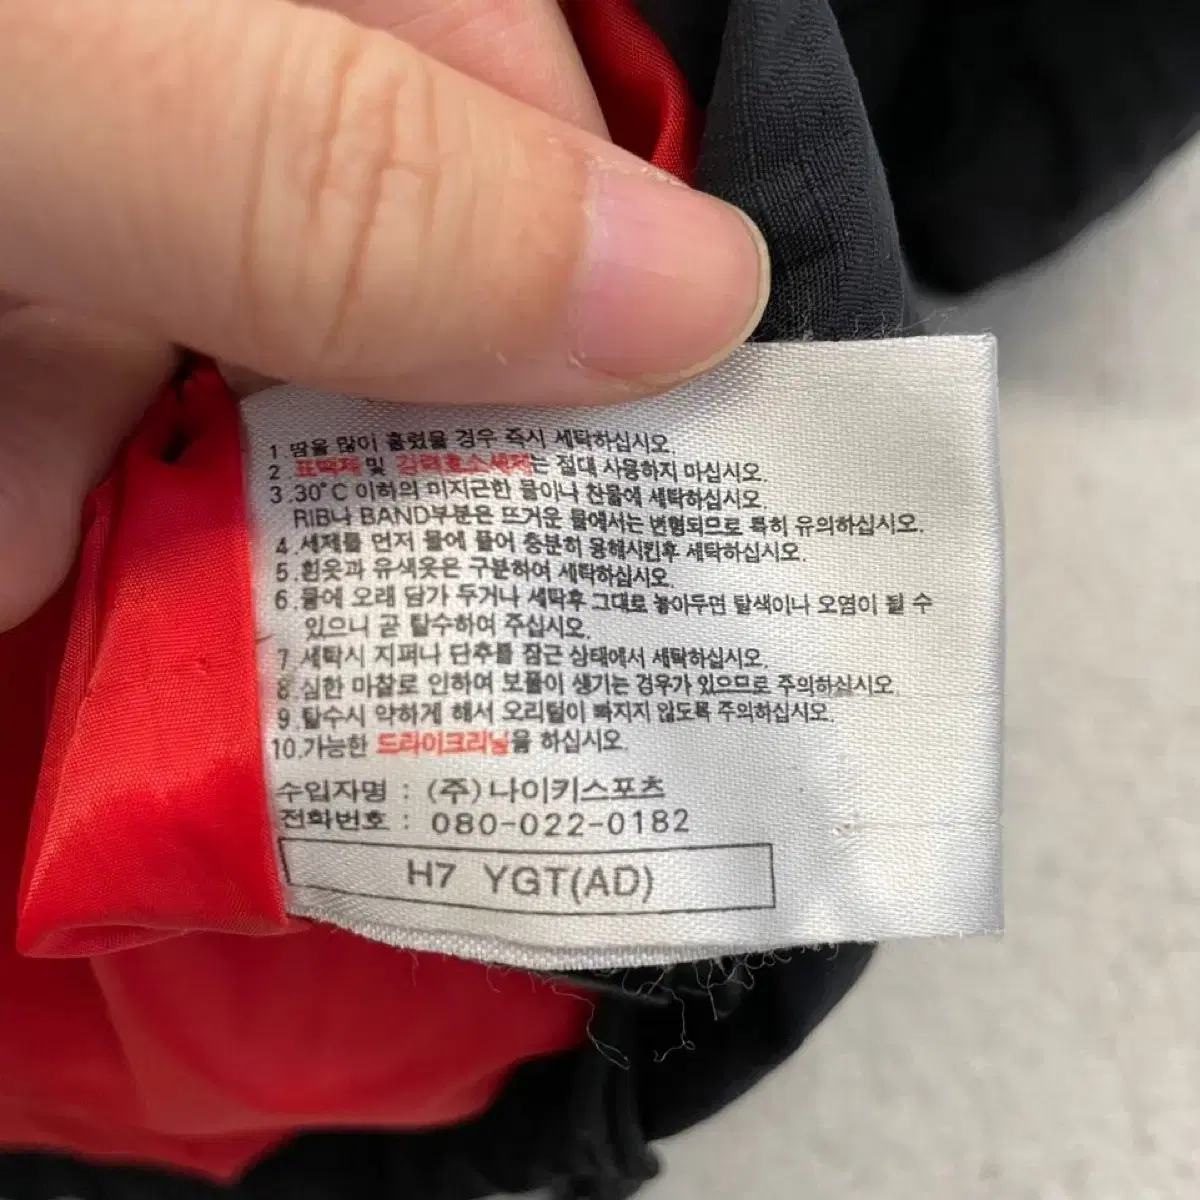 1 땀을 많이 흘렸을 경우 즉시 세탁하십시오.
2 표백제 및 강력효소세제는 절대 사용하지 마십시오.
3 .30°C 이하의 미지근한 물이나 찬물에 세탁하십시오.
RIB나 BAND부분은 뜨거운 물에서는 변형되므로 특히 유의하십시오.
4 .세제를 먼저 물에 풀어 충분히 용해시킨후 세탁하십시오.
5 .흰옷과 유색옷은 구분하여 세탁하십시오.
6 .물에 오래 담가 두거나 세탁후 그대로 놓아두면 탈색이나 오염이 될 수
있으니 곧 탈수하여 주십시오.
7 .세탁시 지퍼나 단추를 잠근 상태에서 세탁하십시오.
8 .심한 마찰로 인하여 보풀이 생기는 경우가 있으므로 주의하십시오.
9 .탈수시 약하게 해서 오리털이 빠지지 않도록 주의하십시오.
10.가능한 드라이크리닝을 하십시오.
수입자명 : (주)나이키스포츠
전화번호 : 080-022-0182
H7 YGT(AD)